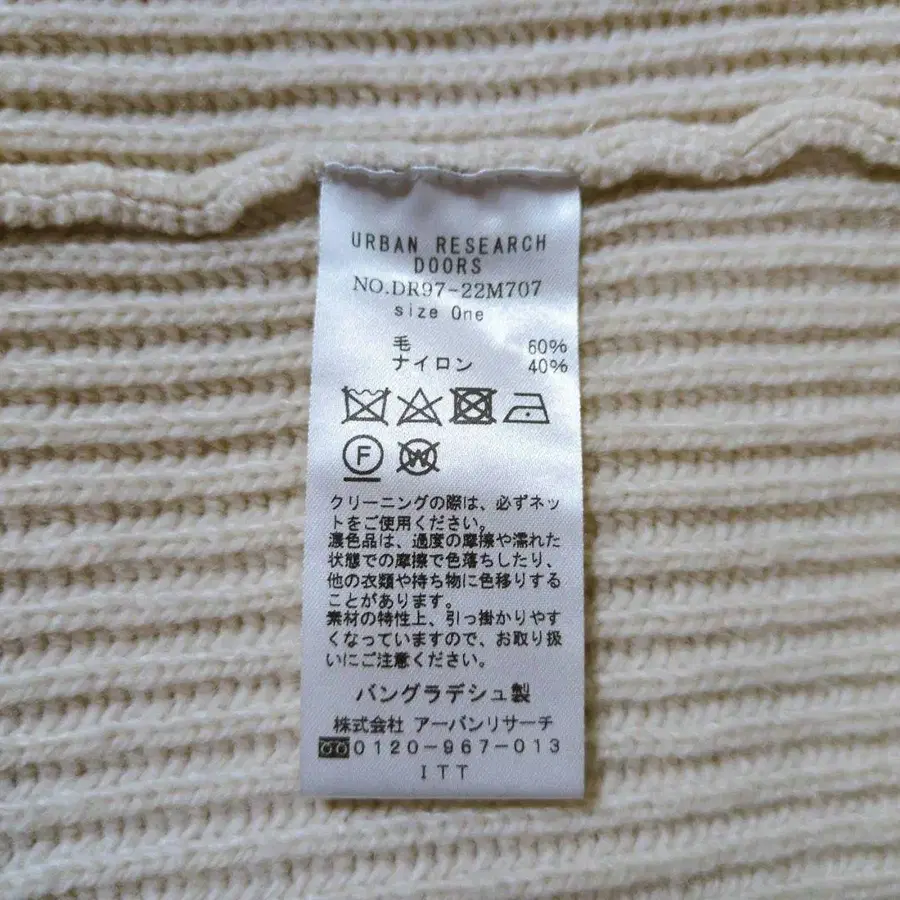 URBAN RESEARCH
DOORS
NO.DR97-22M707
size One
毛 60%
ナイロン 40%
F W
クリーニングの際は、必ずネッ
トをご使用ください。
濃色品は、過度の摩擦や濡れた
状態での摩擦で色落ちしたり、
他の衣類や持ち物に色移りする
ことがあります。
素材の特性上、引っ掛かりやす
くなっていますので、お取り扱
いにご注意ください。
バングラデシュ製
株式会社 アーバンリサーチ
0120-967-013
ITT